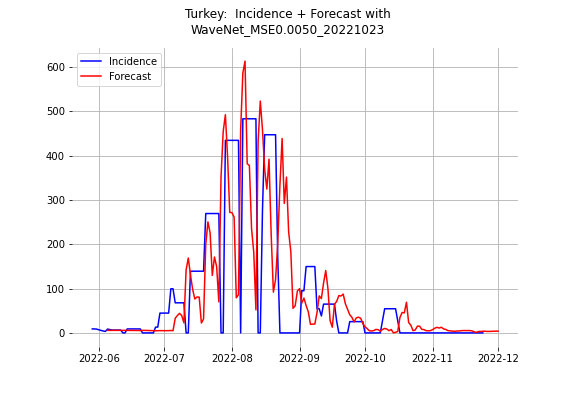 Turkey:  Incidence + Forecast with
WaveNet_MSE0.0050_20221023
Incidence
Forecast
600
500
400
300
200
100
0
2022-06 2022-07 2022-08 2022-09 2022-10 2022-11 2022-12